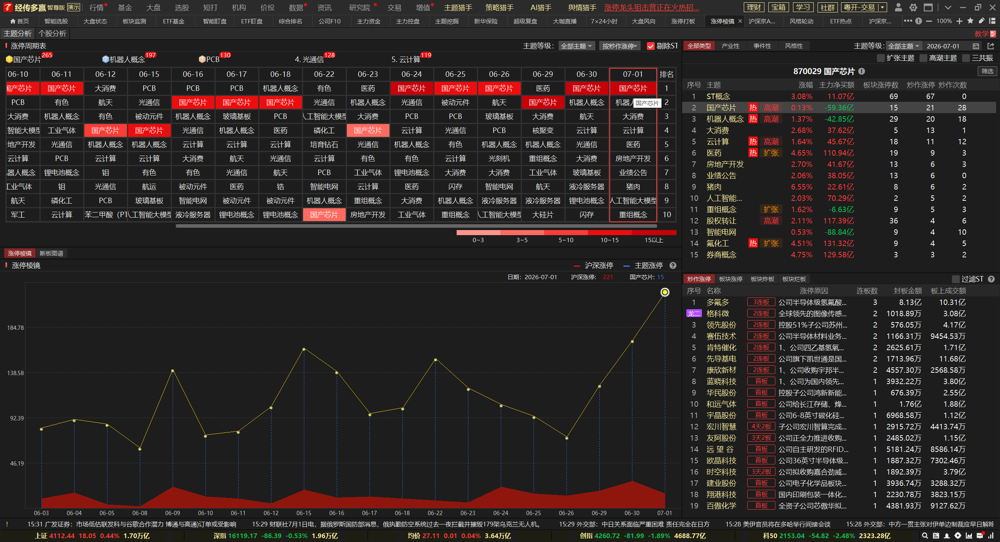 经传多赢 智尊版 演示 行情 基金 大盘 选股 短打 机构 价投 数据 资讯 研究院 交易 增值 主题猎手 策略猎手 AI猎手 舆情猎手 涨停龙头狙击营正在火热招... 理财 宝箱 学习 社群 粤开-交易
首页 智能选股 大盘状态 板块监测 ETF基金 智能盯盘 ETF盯盘 综合排名 公司F10 主力资金 主力控盘 主题挖掘 新华保险 超级复盘 大咖直播 7×24小时 大盘风向 涨停打板 涨停棱镜 沪深京A... 风格轮动 ETF热点 沪深京... 100%
主题分析 个股分析 教学
涨停周期表 主题等级: 全部主题 按炒作涨停 剔除ST
1 国产芯片 265 2 机器人概念 197 3 PCB 130 4. 光通信 128 5. 云计算 119
06-10 06-11 06-12 06-15 06-16 06-17 06-18 06-22 06-23 06-24 06-25 06-26 06-29 06-30 07-01 排名
国产芯片 国产芯片 大消费 PCB PCB PCB 机器人概念 有色 医药 国产芯片 国产芯片 国产芯片 医药 国产芯片 国产芯片 1
PCB 有色 航天 光通信 国产芯片 国产芯片 国产芯片 光通信 机器人概念 光通信 被动元件 航天 国产芯片 机器人概念 机器人 国产芯片 2
大消费 机器人概念 有色 被动元件 机器人概念 玻璃基板 PCB 人工智能大模型 大消费 PCB PCB 玻璃基板 大消费 航天 大消费 3
智能大模型 工业气体 国产芯片 国产芯片 光通信 机器人概念 医药 磷化工 国产芯片 云计算 光通信 PCB 核聚变 云计算 云计算 4
地产开发 光通信 机器人概念 机器人概念 云计算 云计算 云计算 培育钻石 光通信 机器人概念 有色 机器人概念 机器人概念 光通信 医药 5
云计算 PCB 云计算 云计算 大消费 航天 光通信 云计算 有色 有色 云计算 光刻机 重组概念 大消费 房地产开发 6
器人概念 锂电池概念 钼 有色 有色 光通信 航天 PCB 工业气体 锂电池概念 大消费 大消费 工业气体 玻璃基板 业绩公告 7
工业气体 钼 光通信 航运 被动元件 医药 锆 智能电网 云计算 医药 闪存 智能电网 航天 液冷服务器 猪肉 8
航天 磷化工 PCB 玻璃基板 智能电网 被动元件 被动元件 机器人概念 重组概念 大消费 机器人概念 液冷服务器 液冷服务器 锂电池概念 人工智能大模型 9
军工 云计算 苯二甲酸（PT 人工智能大模型 液冷服务器 锂电池概念 锂电池概念 国产芯片 房地产开发 工业气体 重组概念 人工智能大模型 大硅片 闪存 重组概念 10
0~3 3~5 5~10 10~15 15以上
涨停棱镜 断板图谱
涨停棱镜 沪深涨停 主题涨停
日期: 2026-07-01 沪深涨停: 221 国产芯片: 15
184.78
138.58
92.39
46.19
06-03 06-04 06-05 06-08 06-09 06-10 06-11 06-12 06-15 06-16 06-17 06-18 06-22 06-23 06-24 06-25 06-26 06-29 06-30 07-01
全部类型 产业性 事件性 风格性 主题等级: 全部主题 2026-07-01
扩张主题 高潮主题 三共振
870029 国产芯片 筛选
序号 主题 涨幅 主力净买额 板块涨停数 炒作涨停 炒作次数
1 ST概念 3.08% 11.07亿 69 67 0
2 国产芯片 热 高潮 0.13% -59.36亿 15 21 28
3 机器人概念 热 高潮 1.37% -42.85亿 29 20 18
4 大消费 2.68% 37.62亿 5 13 1
5 云计算 热 高潮 1.64% 45.67亿 18 11 12
6 医药 热 扩张 4.65% 110.94亿 19 9 3
7 房地产开发 2.70% 41.67亿 13 6 3
8 业绩公告 2.06% 38.05亿 13 6 0
9 猪肉 6.55% 22.61亿 8 6 2
10 人工智能... 2.03% 70.29亿 2 5 2
11 重组概念 扩张 1.62% -6.63亿 9 5 3
12 股权转让 高潮 2.11% 117.39亿 36 4 6
13 智能电网 0.53% -88.84亿 9 4 10
14 氟化工 热 扩张 4.51% 131.32亿 9 4 5
15 券商概念 4.75% 129.58亿 3 3 2
炒作涨停 板块涨停 板块炸板 板块烂板 过滤ST
序号 名称 涨停原因 连板数 封板金额 板上成交额
1 多氟多 3连板 公司半导体级氢氟酸... 3 8.13亿 10.31亿
龙二 格科微 2连板 全球领先的图像传感... 2 1018.89万 3.08亿
3 领先股份 2连板 控股51%子公司苏州... 2 576.05万 4.17亿
4 赛伍技术 2连板 公司半导体材料业务... 2 1166.31万 9454.53万
5 肯特催化 2连板 1、公司四乙基氢氧... 2 2625.61万 1.71亿
6 先导基电 2连板 公司旗下凯世通是国... 2 1713.96万 11.68亿
7 康欣新材 2连板 1、公司收购宇邦半... 2 4557.30万 2568.58万
8 蓝晓科技 首板 1、公司为国内领先... 1 3932.22万 3.80亿
9 华民股份 首板 控股子公司鸿新新能... 1 676.39万 2.55亿
10 和远气体 首板 公司给长江存储、烽... 1 1.76亿 1.88亿
11 宇晶股份 首板 公司6-8英寸碳化硅... 1 6968.58万 1.12亿
12 宏川智慧 4天2板 子公司宏川智算完成... 1 2915.72万 4413.74万
13 友阿股份 3天2板 公司正全力推进收购... 1 2485.02万 1.15亿
14 远 望 谷 首板 公司自主研发的RFID... 1 5181.24万 8586.14万
15 欧晶科技 首板 公司36英寸半导体级... 1 1887.32万 7302.46万
16 时空科技 3天2板 公司拟收购嘉合劲威... 1 1892.39万 3.79亿
17 建业股份 首板 公司电子化学品板块... 1 3936.74万 3288.32万
18 翔港科技 首板 国内印刷包装一体化... 1 2230.78万 3823.15万
19 百傲化学 首板 全资子公司芯傲华拟... 1 4381.93万 9127.62万
! 15:31 广发证券：市场低估联发科与谷歌合作潜力 博通与高通)订单或受影响 15:29 财联社7月1日电，据俄罗斯国防部消息，俄执勤防空系统过去一夜拦截并摧毁179架乌克兰无人机。 15:29 外交部：中日关系面临严重困难 责任完全在日方 15:28 美伊官员将在多哈举行间接会谈 15:28 外交部：中方一贯主张对伊单边制裁应早日解除
上证 4112.44 18.05 0.44% 1.70万亿 深指 16119.17 -86.39 -0.53% 1.96万亿 均价 27.11 0.01 0.04% 3.64万亿 创指 4260.72 -81.99 -1.89% 4688.77亿 科50 2153.04 -54.82 -2.48% 2323.28亿